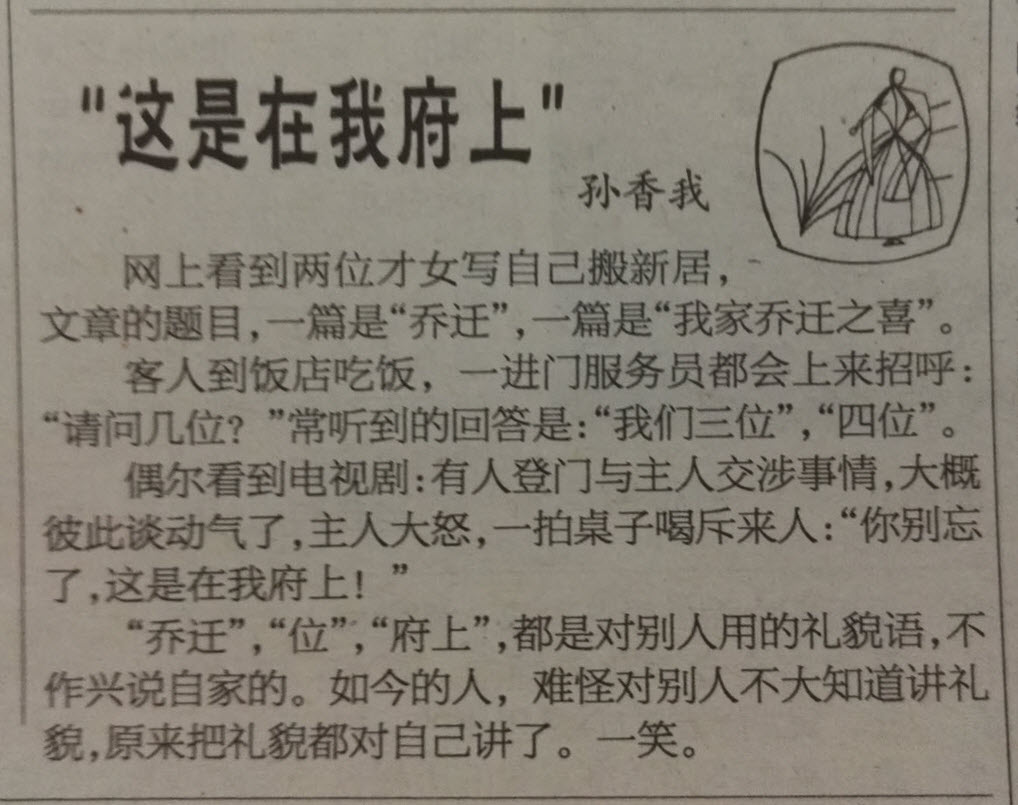 "这是在我府上"
孙香我
网上看到两位才女写自己搬新居，
文章的题目，一篇是“乔迁”，一篇是“我家乔迁之喜”。
客人到饭店吃饭，一进门服务员都会上来招呼：
“请问几位？”常听到的回答是：“我们三位”，“四位”。
偶尔看到电视剧：有人登门与主人交涉事情，大概
彼此谈动气了，主人大怒，一拍桌子喝斥来人：“你别忘
了，这是在我府上！”
“乔迁”，“位”，“府上”，都是对别人用的礼貌语，不
作兴说自家的。如今的人，难怪对别人不大知道讲礼
貌，原来把礼貌都对自己讲了。一笑。